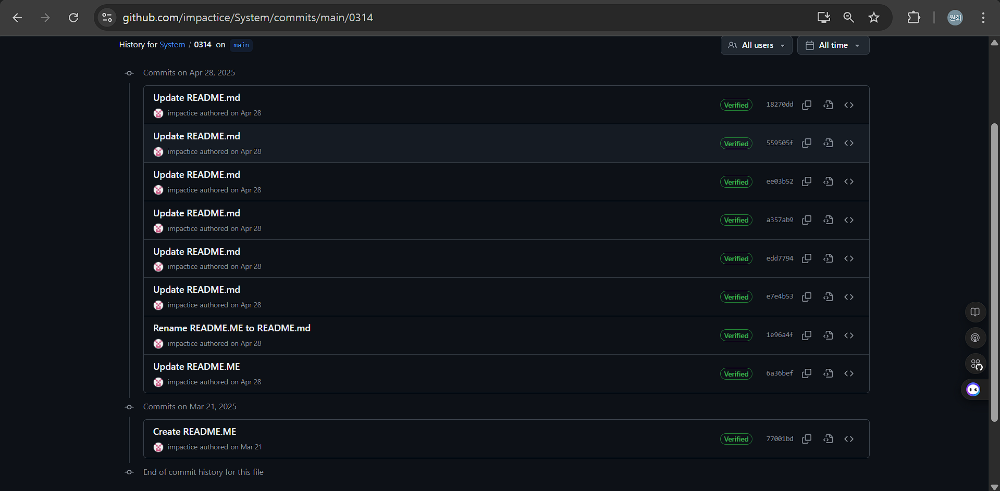 github.com/impactice/System/commits/main/0314
원희
History for System / 0314 on main
All users
All time
Commits on Apr 28, 2025
Update README.md
impactice authored on Apr 28
Verified
18270dd
Update README.md
impactice authored on Apr 28
Verified
559505f
Update README.md
impactice authored on Apr 28
Verified
ee03b52
Update README.md
impactice authored on Apr 28
Verified
a357ab9
Update README.md
impactice authored on Apr 28
Verified
edd7794
Update README.md
impactice authored on Apr 28
Verified
e7e4b53
Rename README.ME to README.md
impactice authored on Apr 28
Verified
1e96a4f
Update README.ME
impactice authored on Apr 28
Verified
6a36bef
Commits on Mar 21, 2025
Create README.ME
impactice authored on Mar 21
Verified
77001bd
End of commit history for this file